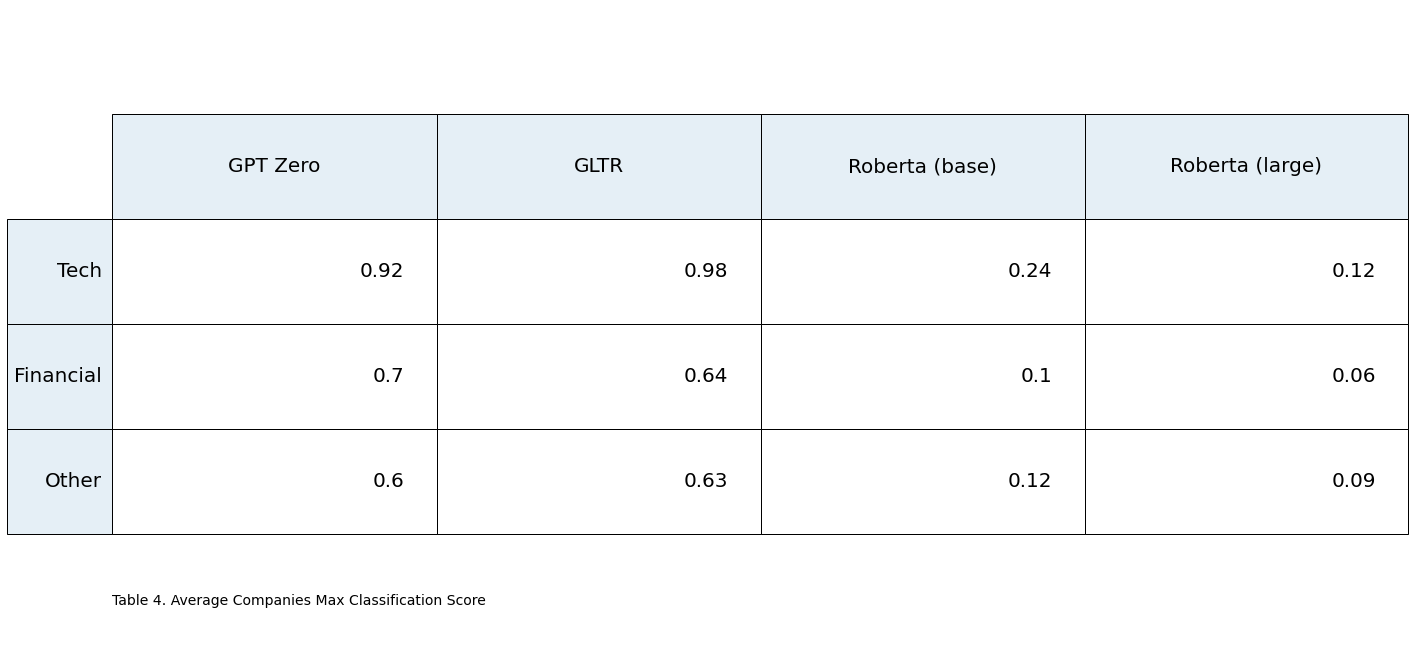 GPT Zero GLTR Roberta (base) Roberta (large)
Tech 0.92 0.98 0.24 0.12
Financial 0.7 0.64 0.1 0.06
Other 0.6 0.63 0.12 0.09
Table 4. Average Companies Max Classification Score